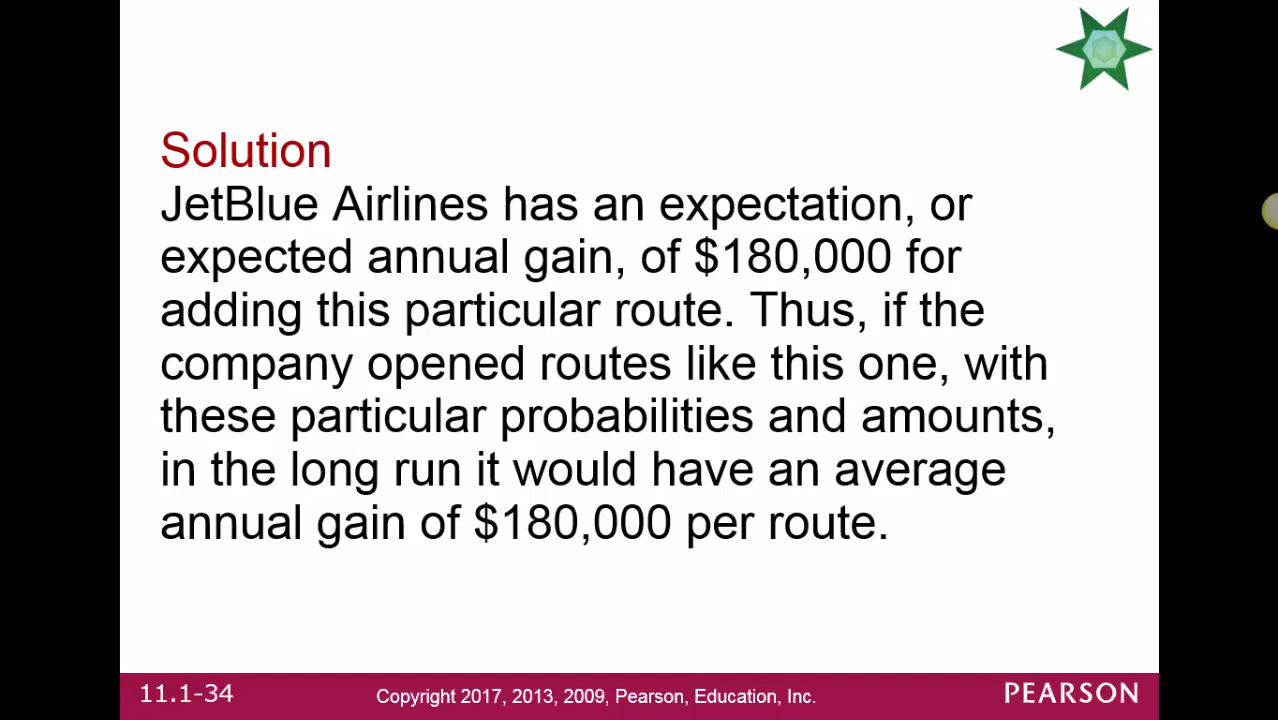 Solution
JetBlue Airlines has an expectation, or
expected annual gain, of $180,000 for
adding this particular route. Thus, if the
company opened routes like this one, with
these particular probabilities and amounts,
in the long run it would have an average
annual gain of $180,000 per route.
11.1-34
Copyright 2017, 2013, 2009, Pearson, Education, Inc.
PEARSON